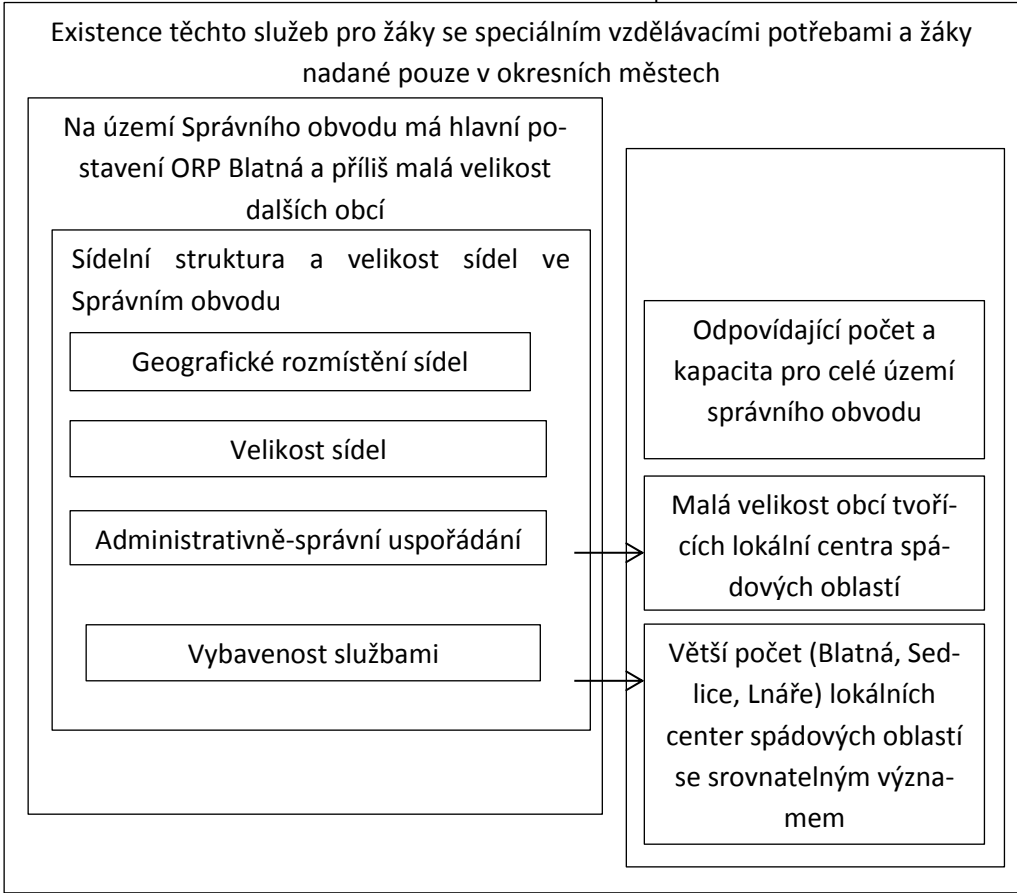 Existence těchto služeb pro žáky se speciálním vzdělávacími potřebami a žáky
nadané pouze v okresních městech
Na území Správního obvodu má hlavní po-
stavení ORP Blatná a příliš malá velikost
dalších obcí
Sídelní struktura a velikost sídel ve
Správním obvodu
Geografické rozmístění sídel
Velikost sídel
Administrativně-správní uspořádání
Vybavenost službami
Odpovídající počet a
kapacita pro celé území
správního obvodu
Malá velikost obcí tvoří-
cích lokální centra spá-
dových oblastí
Větší počet (Blatná, Sed-
lice, Lnáře) lokálních
center spádových oblastí
se srovnatelným význa-
mem